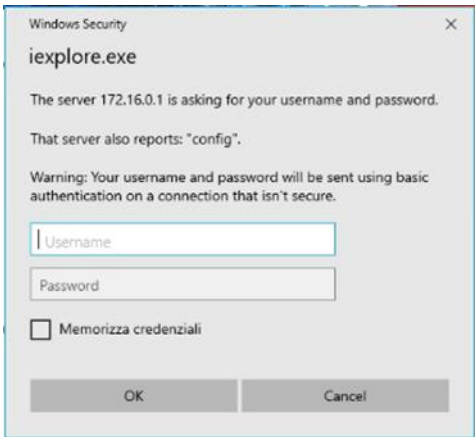 Windows Security
iexplore.exe
The server 172.16.0.1 is asking for your username and password.
That server also reports: "config".
Warning: Your username and password will be sent using basic
authentication on a connection that isn't secure.
Username
Password
Memorizza credenziali
OK
Cancel